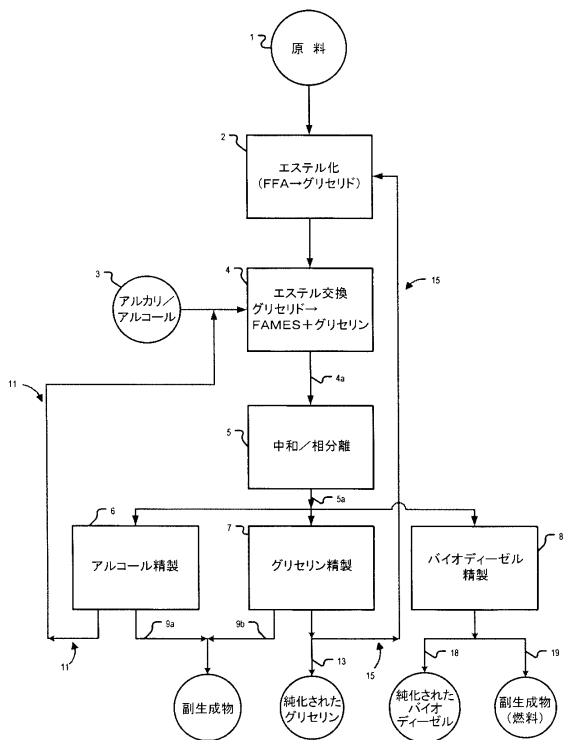 1
原 料
2
エステル化
(FFA→グリセリド)
3
アルカリ／
アルコール
4
エステル交換
グリセリド→
FAMES＋グリセリン
15
4a
11
5
中和／相分離
5a
6
アルコール精製
7
グリセリン精製
8
バイオディーゼル
精製
9a
9b
11
13
15
18
19
副生成物
純化された
グリセリン
純化された
バイオ
ディーゼル
副生成物
(燃料)